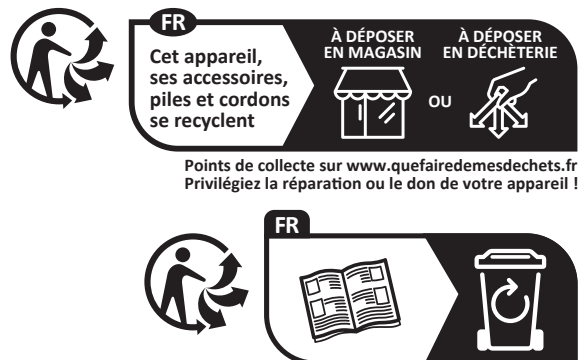 FR
Cet appareil,
ses accessoires,
piles et cordons
se recyclent
À DÉPOSER
EN MAGASIN
OU
À DÉPOSER
EN DÉCHÈTERIE
Points de collecte sur www.quefairedemesdechets.fr
Privilégiez la réparation ou le don de votre appareil !
FR